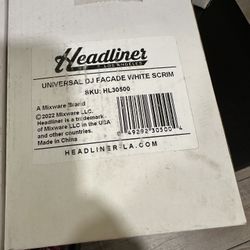 Headliner
LOS ANGELES
UNIVERSAL DJ FACADE WHITE SCRIM
SKU: HL30500
A Mixware Brand
©2022 Mixware LLC.
Headliner is a trademark
of Mixware LLC in the USA
and other countries.
Made in China
849292305004
HEADLINER-LA.COM